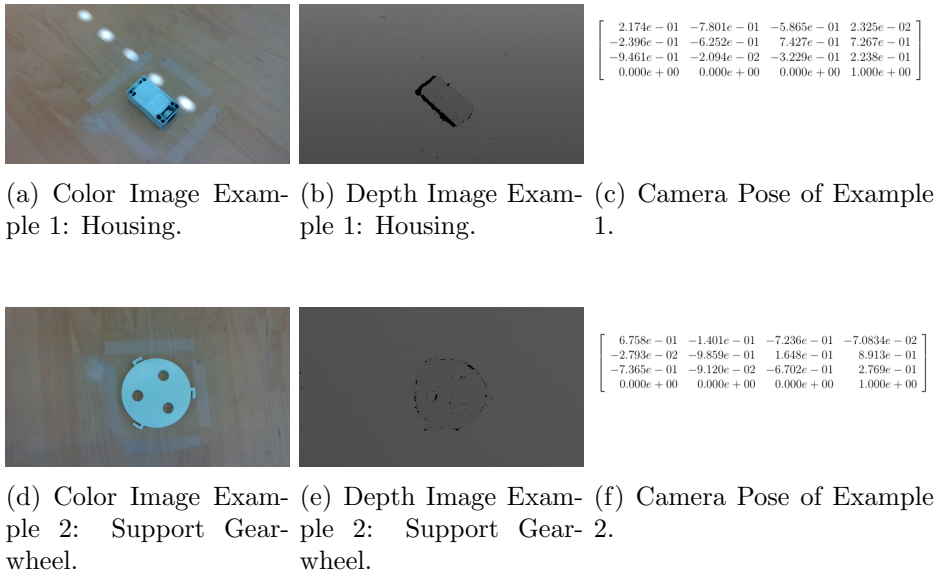 2.174e − 01 −7.801e − 01 −5.865e − 01 2.325e − 02
−2.396e − 01 −6.252e − 01 7.427e − 01 7.267e − 01
−9.461e − 01 −2.094e − 02 −3.229e − 01 2.238e − 01
0.000e + 00 0.000e + 00 0.000e + 00 1.000e + 00
(a) Color Image Exam-
ple 1: Housing.
(b) Depth Image Exam-
ple 1: Housing.
(c) Camera Pose of Example
1.
6.758e − 01 −1.401e − 01 −7.236e − 01 −7.0834e − 02
−2.793e − 02 −9.859e − 01 1.648e − 01 8.913e − 01
−7.365e − 01 −9.120e − 02 −6.702e − 01 2.769e − 01
0.000e + 00 0.000e + 00 0.000e + 00 1.000e + 00
(d) Color Image Exam-
ple 2: Support Gear-
wheel.
(e) Depth Image Exam-
ple 2: Support Gear-
wheel.
(f) Camera Pose of Example
2.